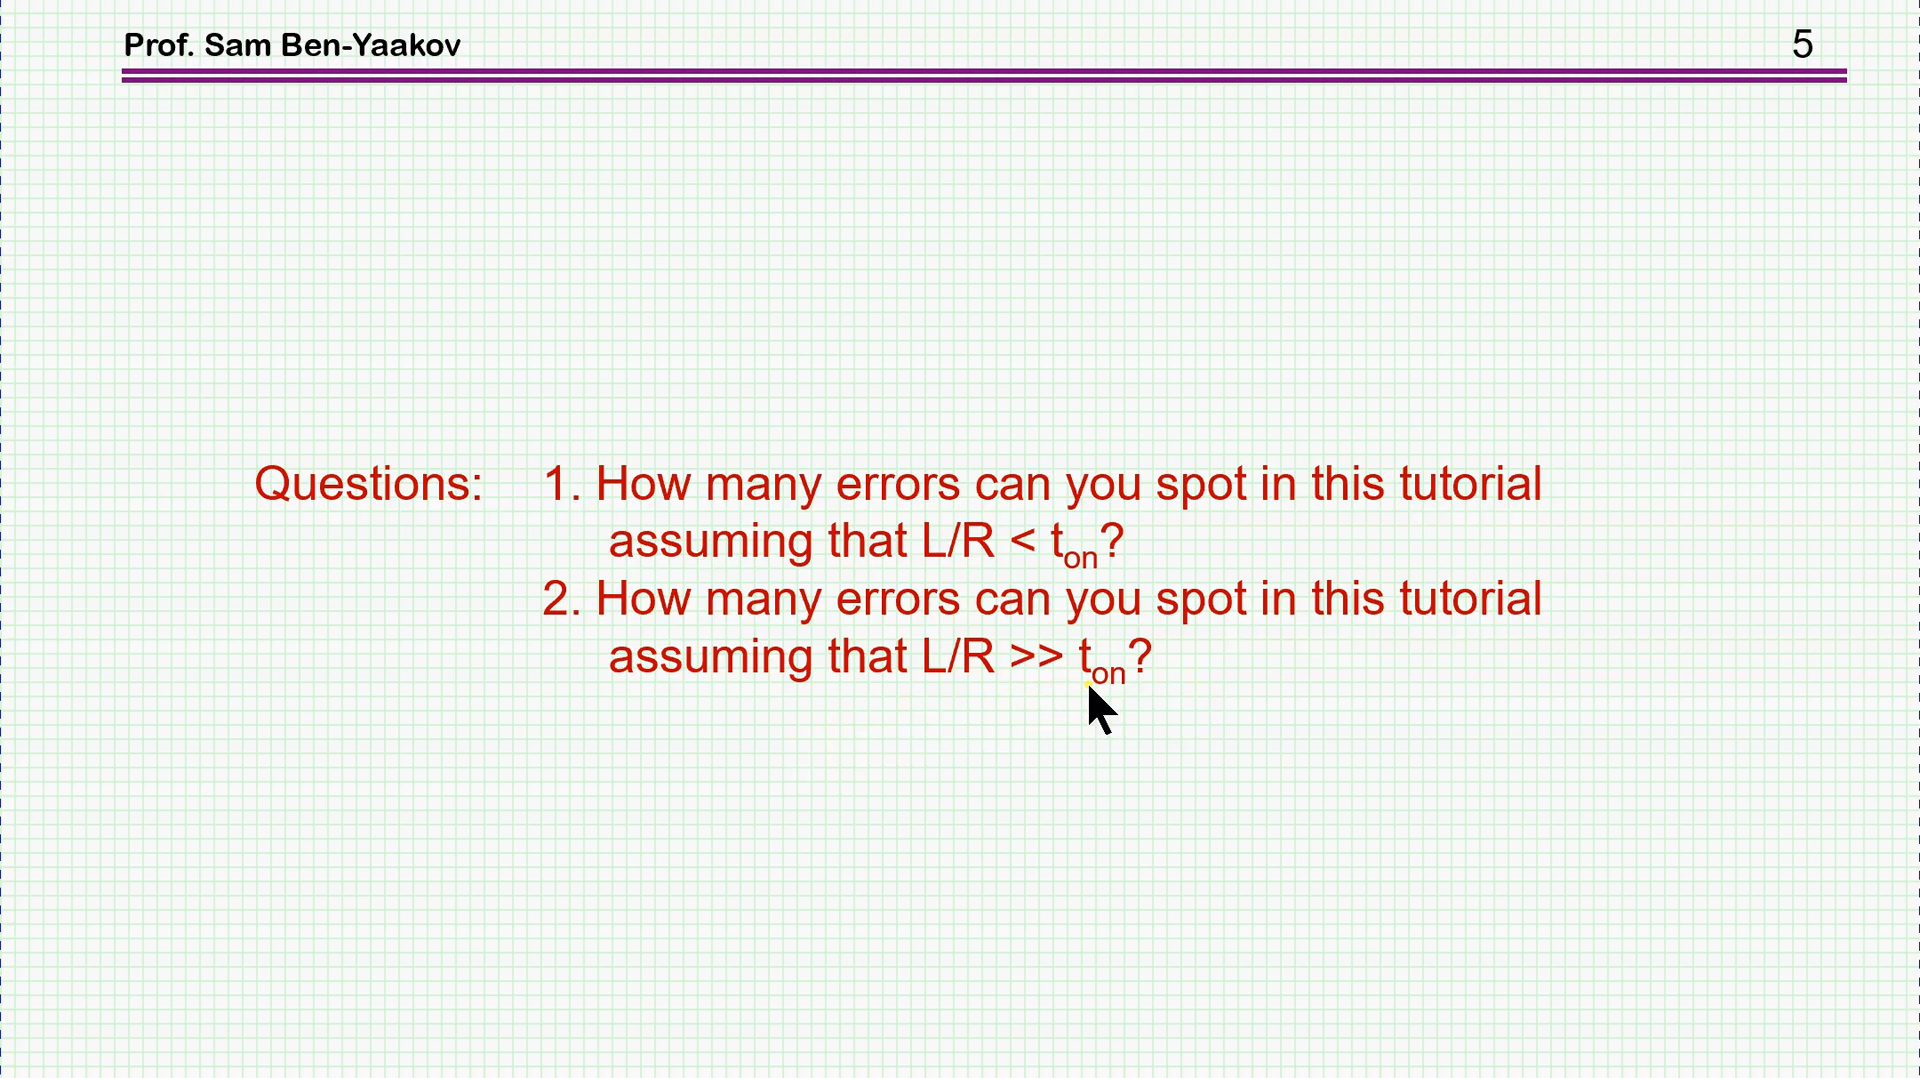 Prof. Sam Ben-Yaakov 5
Questions: 1. How many errors can you spot in this tutorial
assuming that L/R < ton?
2. How many errors can you spot in this tutorial
assuming that L/R >> ton?